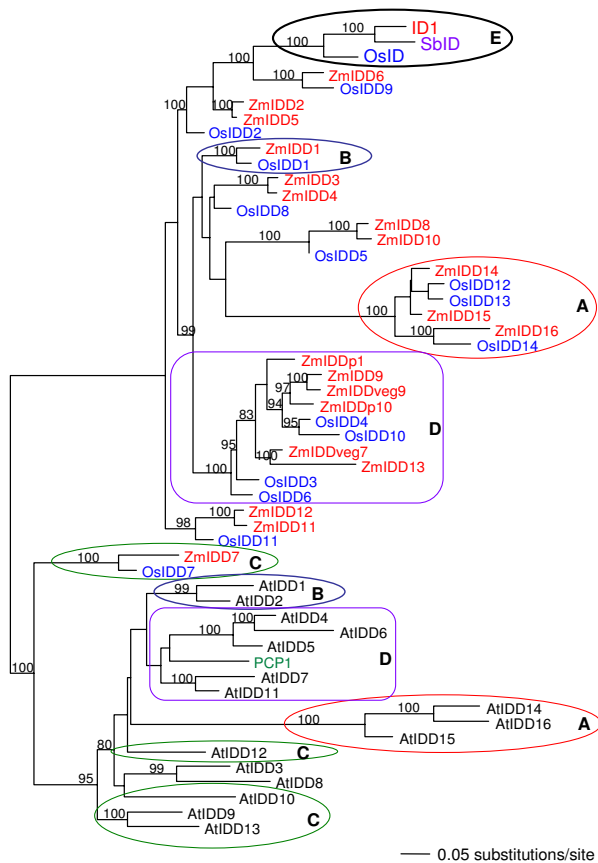 ID1
100
SbID
E
100
OsID
ZmIDD6
100
OsIDD9
100
100
ZmIDD2
ZmIDD5
OsIDD2
ZmIDD1
100
B
OsIDD1
ZmIDD3
100
ZmIDD4
OsIDD8
ZmIDD8
100
100
ZmIDD10
OsIDD5
ZmIDD14
OsIDD12
OsIDD13
A
100
ZmIDD15
ZmIDD16
100
OsIDD14
99
ZmIDDp1
100
ZmIDD9
97
ZmIDDveg9
94
ZmIDDp10
83
OsIDD4
95
OsIDD10
D
95
ZmIDDveg7
100
ZmIDD13
100
OsIDD3
OsIDD6
100
ZmIDD12
98
ZmIDD11
OsIDD11
ZmIDD7
100
C
OsIDD7
AtIDD1
99
B
AtIDD2
AtIDD4
100
AtIDD6
AtIDD5
D
PCP1
100
100
AtIDD7
AtIDD11
AtIDD14
100
A
100
AtIDD16
AtIDD15
80
AtIDD12
C
AtIDD3
99
95
AtIDD8
AtIDD10
AtIDD9
100
C
AtIDD13
0.05 substitutions/site